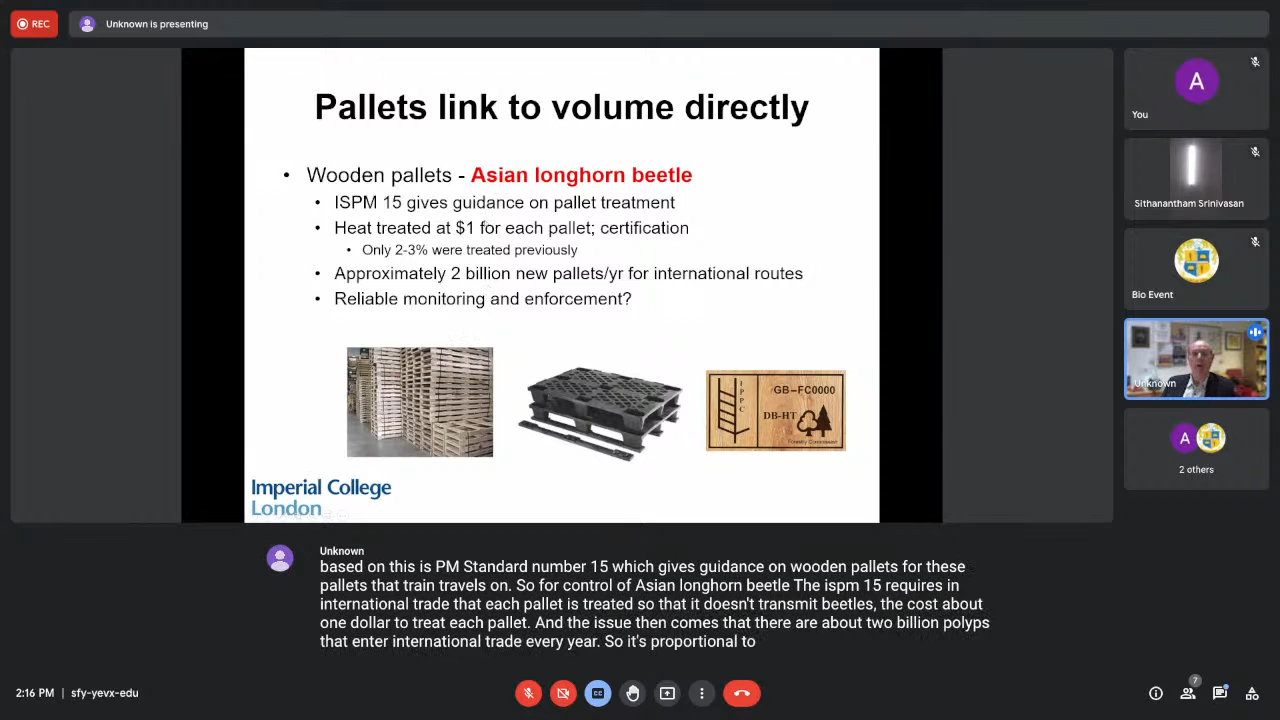 REC
Unknown is presenting
Pallets link to volume directly
• Wooden pallets - Asian longhorn beetle
• ISPM 15 gives guidance on pallet treatment
• Heat treated at $1 for each pallet; certification
• Only 2-3% were treated previously
• Approximately 2 billion new pallets/yr for international routes
• Reliable monitoring and enforcement?
IPPC
GB-FC0000
DB-HT
Imperial College
London
A
You
Sithanantham Srinivasan
Bio Event
Unknown
A
2 others
Unknown
based on this is PM Standard number 15 which gives guidance on wooden pallets for these
pallets that train travels on. So for control of Asian longhorn beetle The ispm 15 requires in
international trade that each pallet is treated so that it doesn't transmit beetles, the cost about
one dollar to treat each pallet. And the issue then comes that there are about two billion polyps
that enter international trade every year. So it's proportional to
2:16 PM | sfy-yevx-edu
CC
7